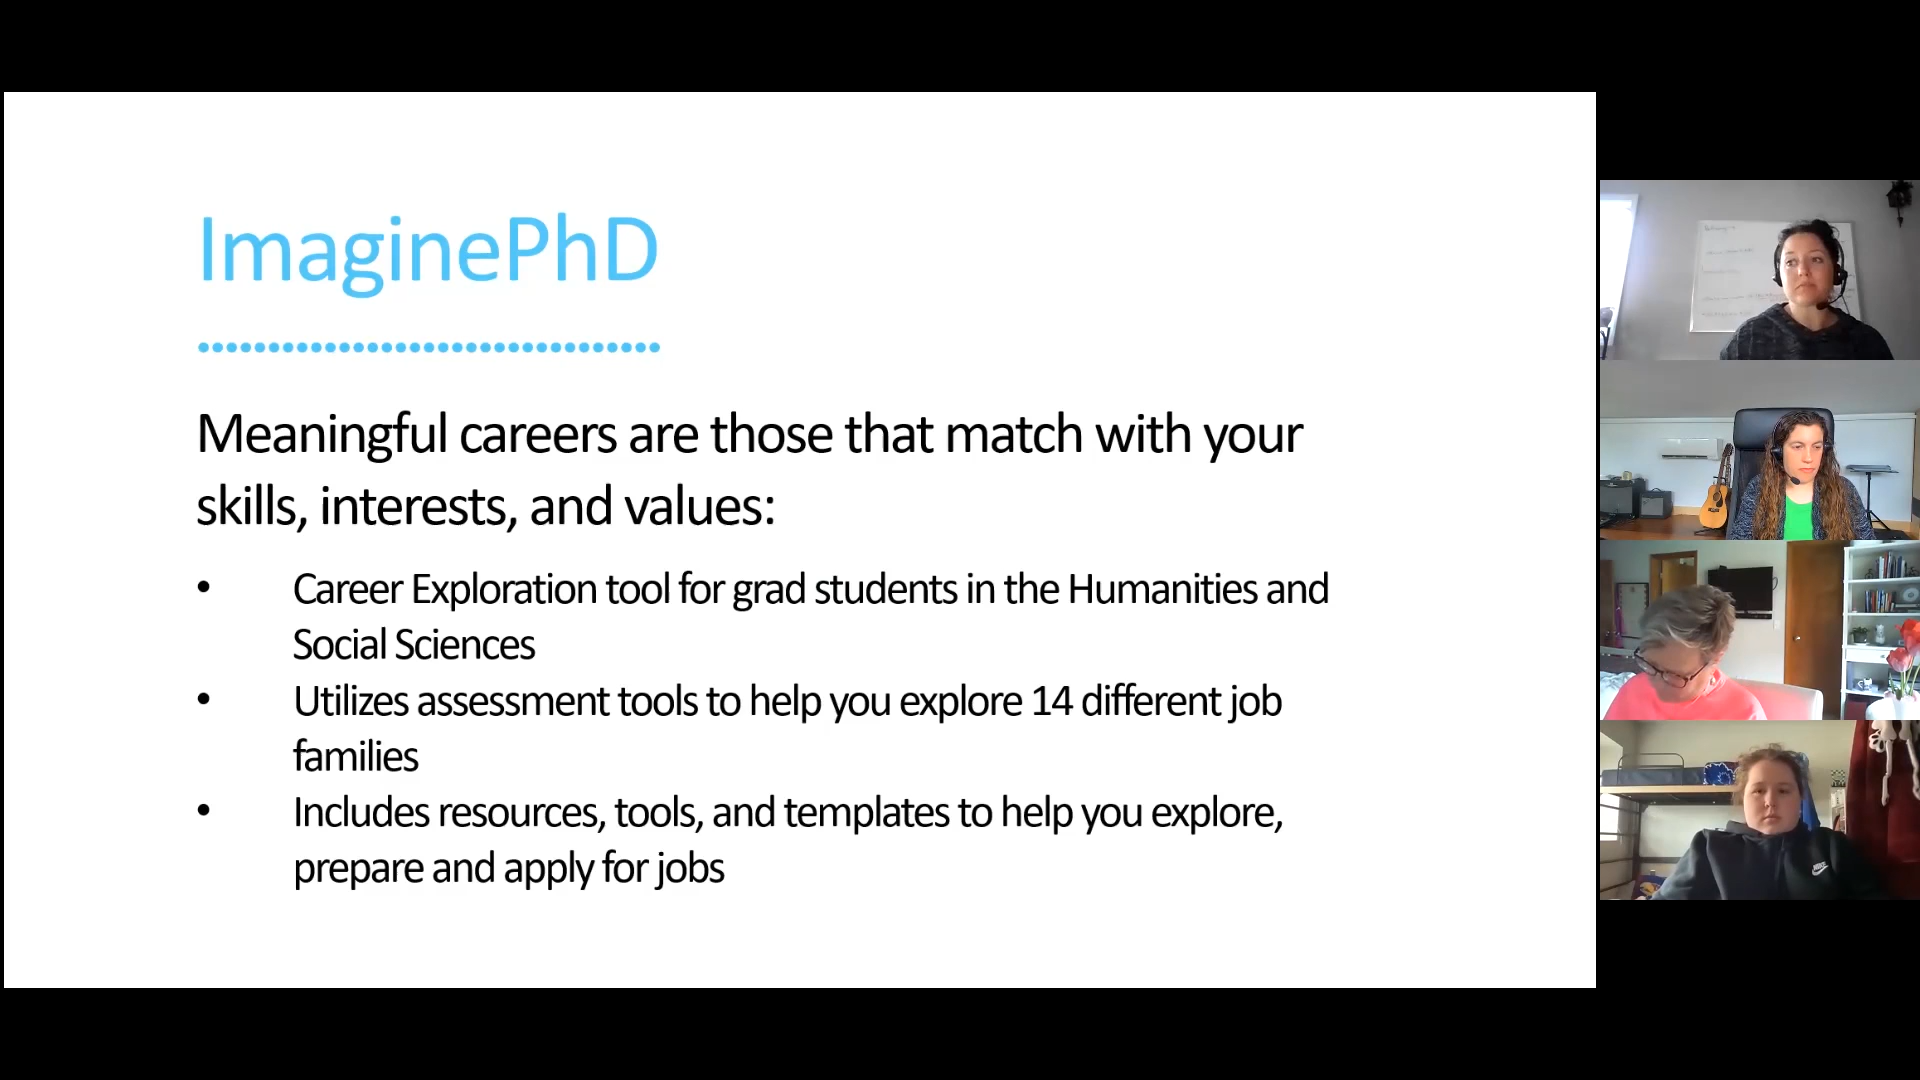 ImaginePhD
Meaningful careers are those that match with your
skills, interests, and values:
• Career Exploration tool for grad students in the Humanities and
Social Sciences
• Utilizes assessment tools to help you explore 14 different job
families
• Includes resources, tools, and templates to help you explore,
prepare and apply for jobs